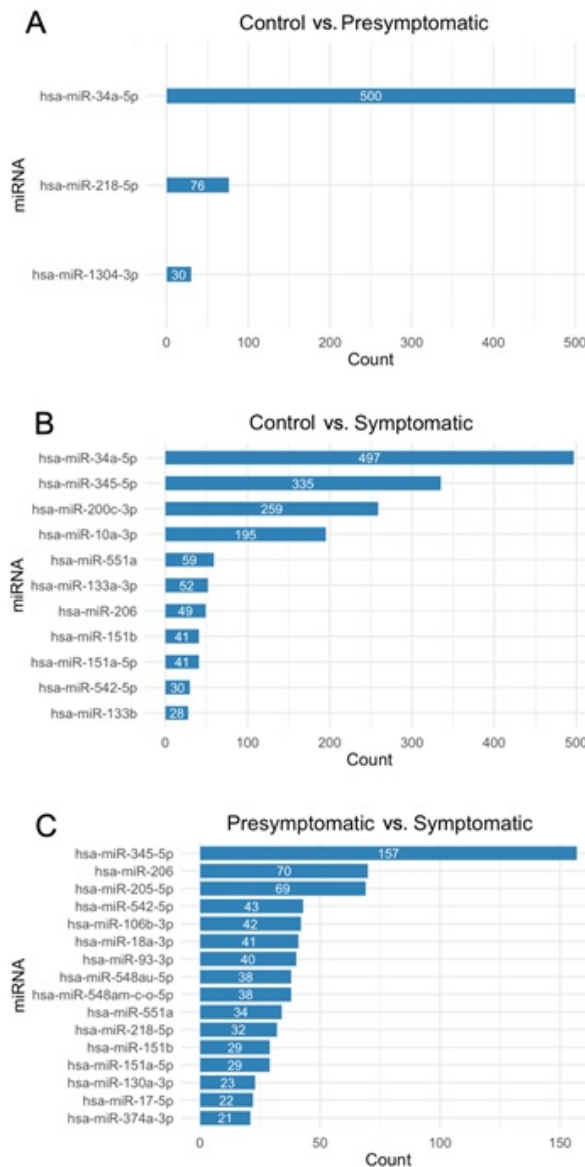 A
Control vs. Presymptomatic
miRNA
hsa-miR-34a-5p
500
hsa-miR-218-5p
76
hsa-miR-1304-3p
30
0 100 200 300 400 500
Count
B
Control vs. Symptomatic
miRNA
hsa-miR-34a-5p
497
hsa-miR-345-5p
335
hsa-miR-200c-3p
259
hsa-miR-10a-3p
195
hsa-miR-551a
59
hsa-miR-133a-3p
52
hsa-miR-206
49
hsa-miR-151b
41
hsa-miR-151a-5p
41
hsa-miR-542-5p
30
hsa-miR-133b
28
0 100 200 300 400 500
Count
C
Presymptomatic vs. Symptomatic
miRNA
hsa-miR-345-5p
157
hsa-miR-206
70
hsa-miR-205-5p
69
hsa-miR-542-5p
43
hsa-miR-106b-3p
42
hsa-miR-18a-3p
41
hsa-miR-93-3p
40
hsa-miR-548au-5p
38
hsa-miR-548am-c-o-5p
38
hsa-miR-551a
34
hsa-miR-218-5p
32
hsa-miR-151b
29
hsa-miR-151a-5p
29
hsa-miR-130a-3p
23
hsa-miR-17-5p
22
hsa-miR-374a-3p
21
0 50 100 150
Count